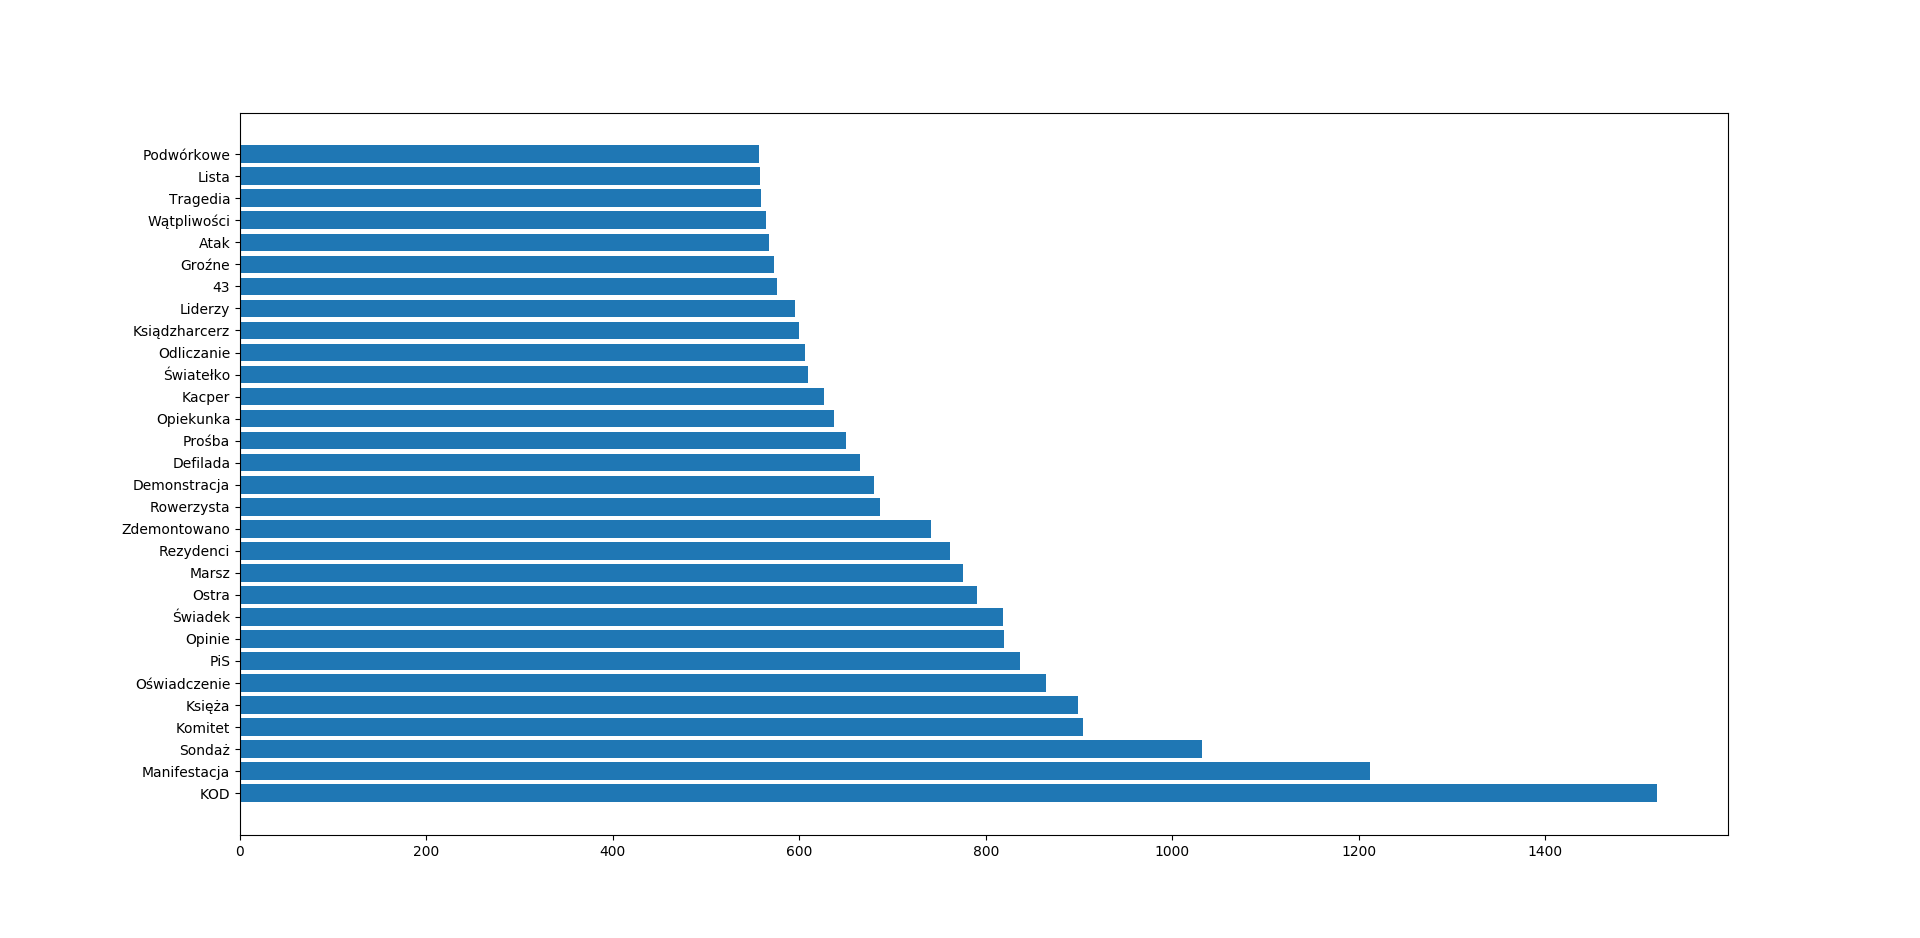 Podwórkowe
Lista
Tragedia
Wątpliwości
Atak
Groźne
43
Liderzy
Ksiądzharcerz
Odliczanie
Światełko
Kacper
Opiekunka
Prośba
Defilada
Demonstracja
Rowerzysta
Zdemontowano
Rezydenci
Marsz
Ostra
Świadek
Opinie
PiS
Oświadczenie
Księża
Komitet
Sondaż
Manifestacja
KOD
0 200 400 600 800 1000 1200 1400